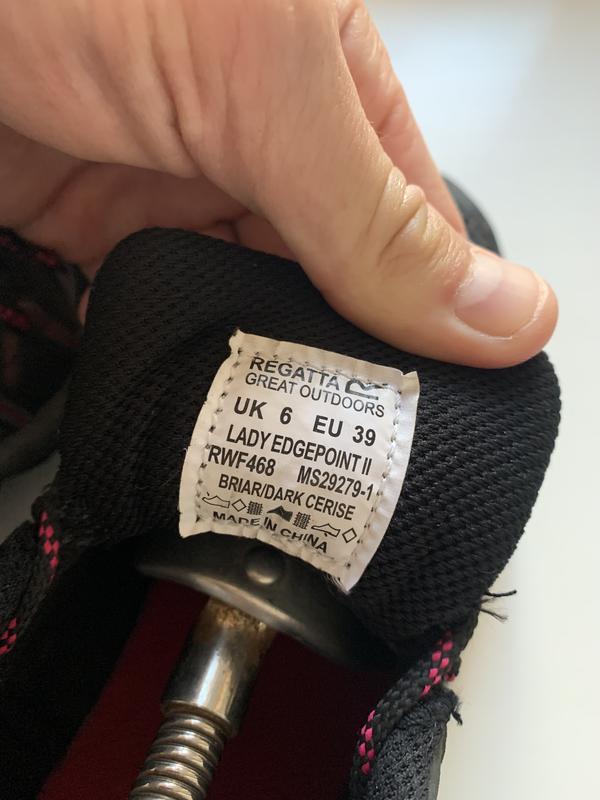 REGATTA
GREAT OUTDOORS
UK 6 EU 39
LADY EDGEPOINT II
RWF468 MS29279-1
BRIAR/DARK CERISE
MADE IN CHINA